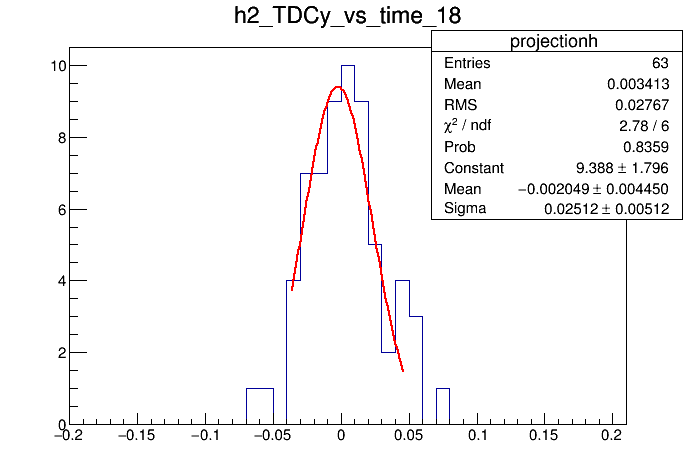 h2_TDCy_vs_time_18
projectionh
Entries 63
Mean 0.003413
RMS 0.02767
χ² / ndf 2.78 / 6
Prob 0.8359
Constant 9.388 ± 1.796
Mean −0.002049 ± 0.004450
Sigma 0.02512 ± 0.00512
10
8
6
4
2
0
−0.2 −0.15 −0.1 −0.05 0 0.05 0.1 0.15 0.2